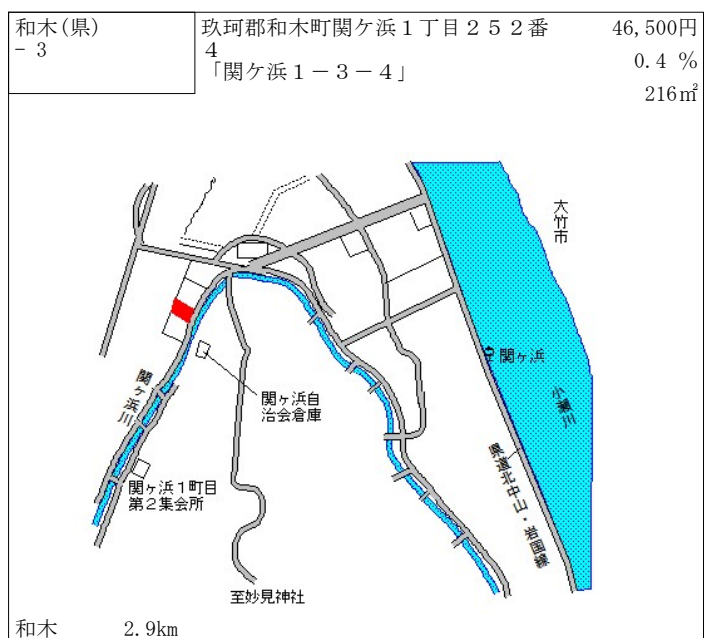 和木(県)
- 3
玖珂郡和木町関ケ浜１丁目２５２番
４
「関ケ浜１－３－４」
46,500円
0.4 %
216㎡
大竹市
関ヶ浜
小瀬川
関ヶ浜川
関ヶ浜自
治会倉庫
県道北中山・岩国線
関ヶ浜１町目
第２集会所
至妙見神社
和木 2.9km